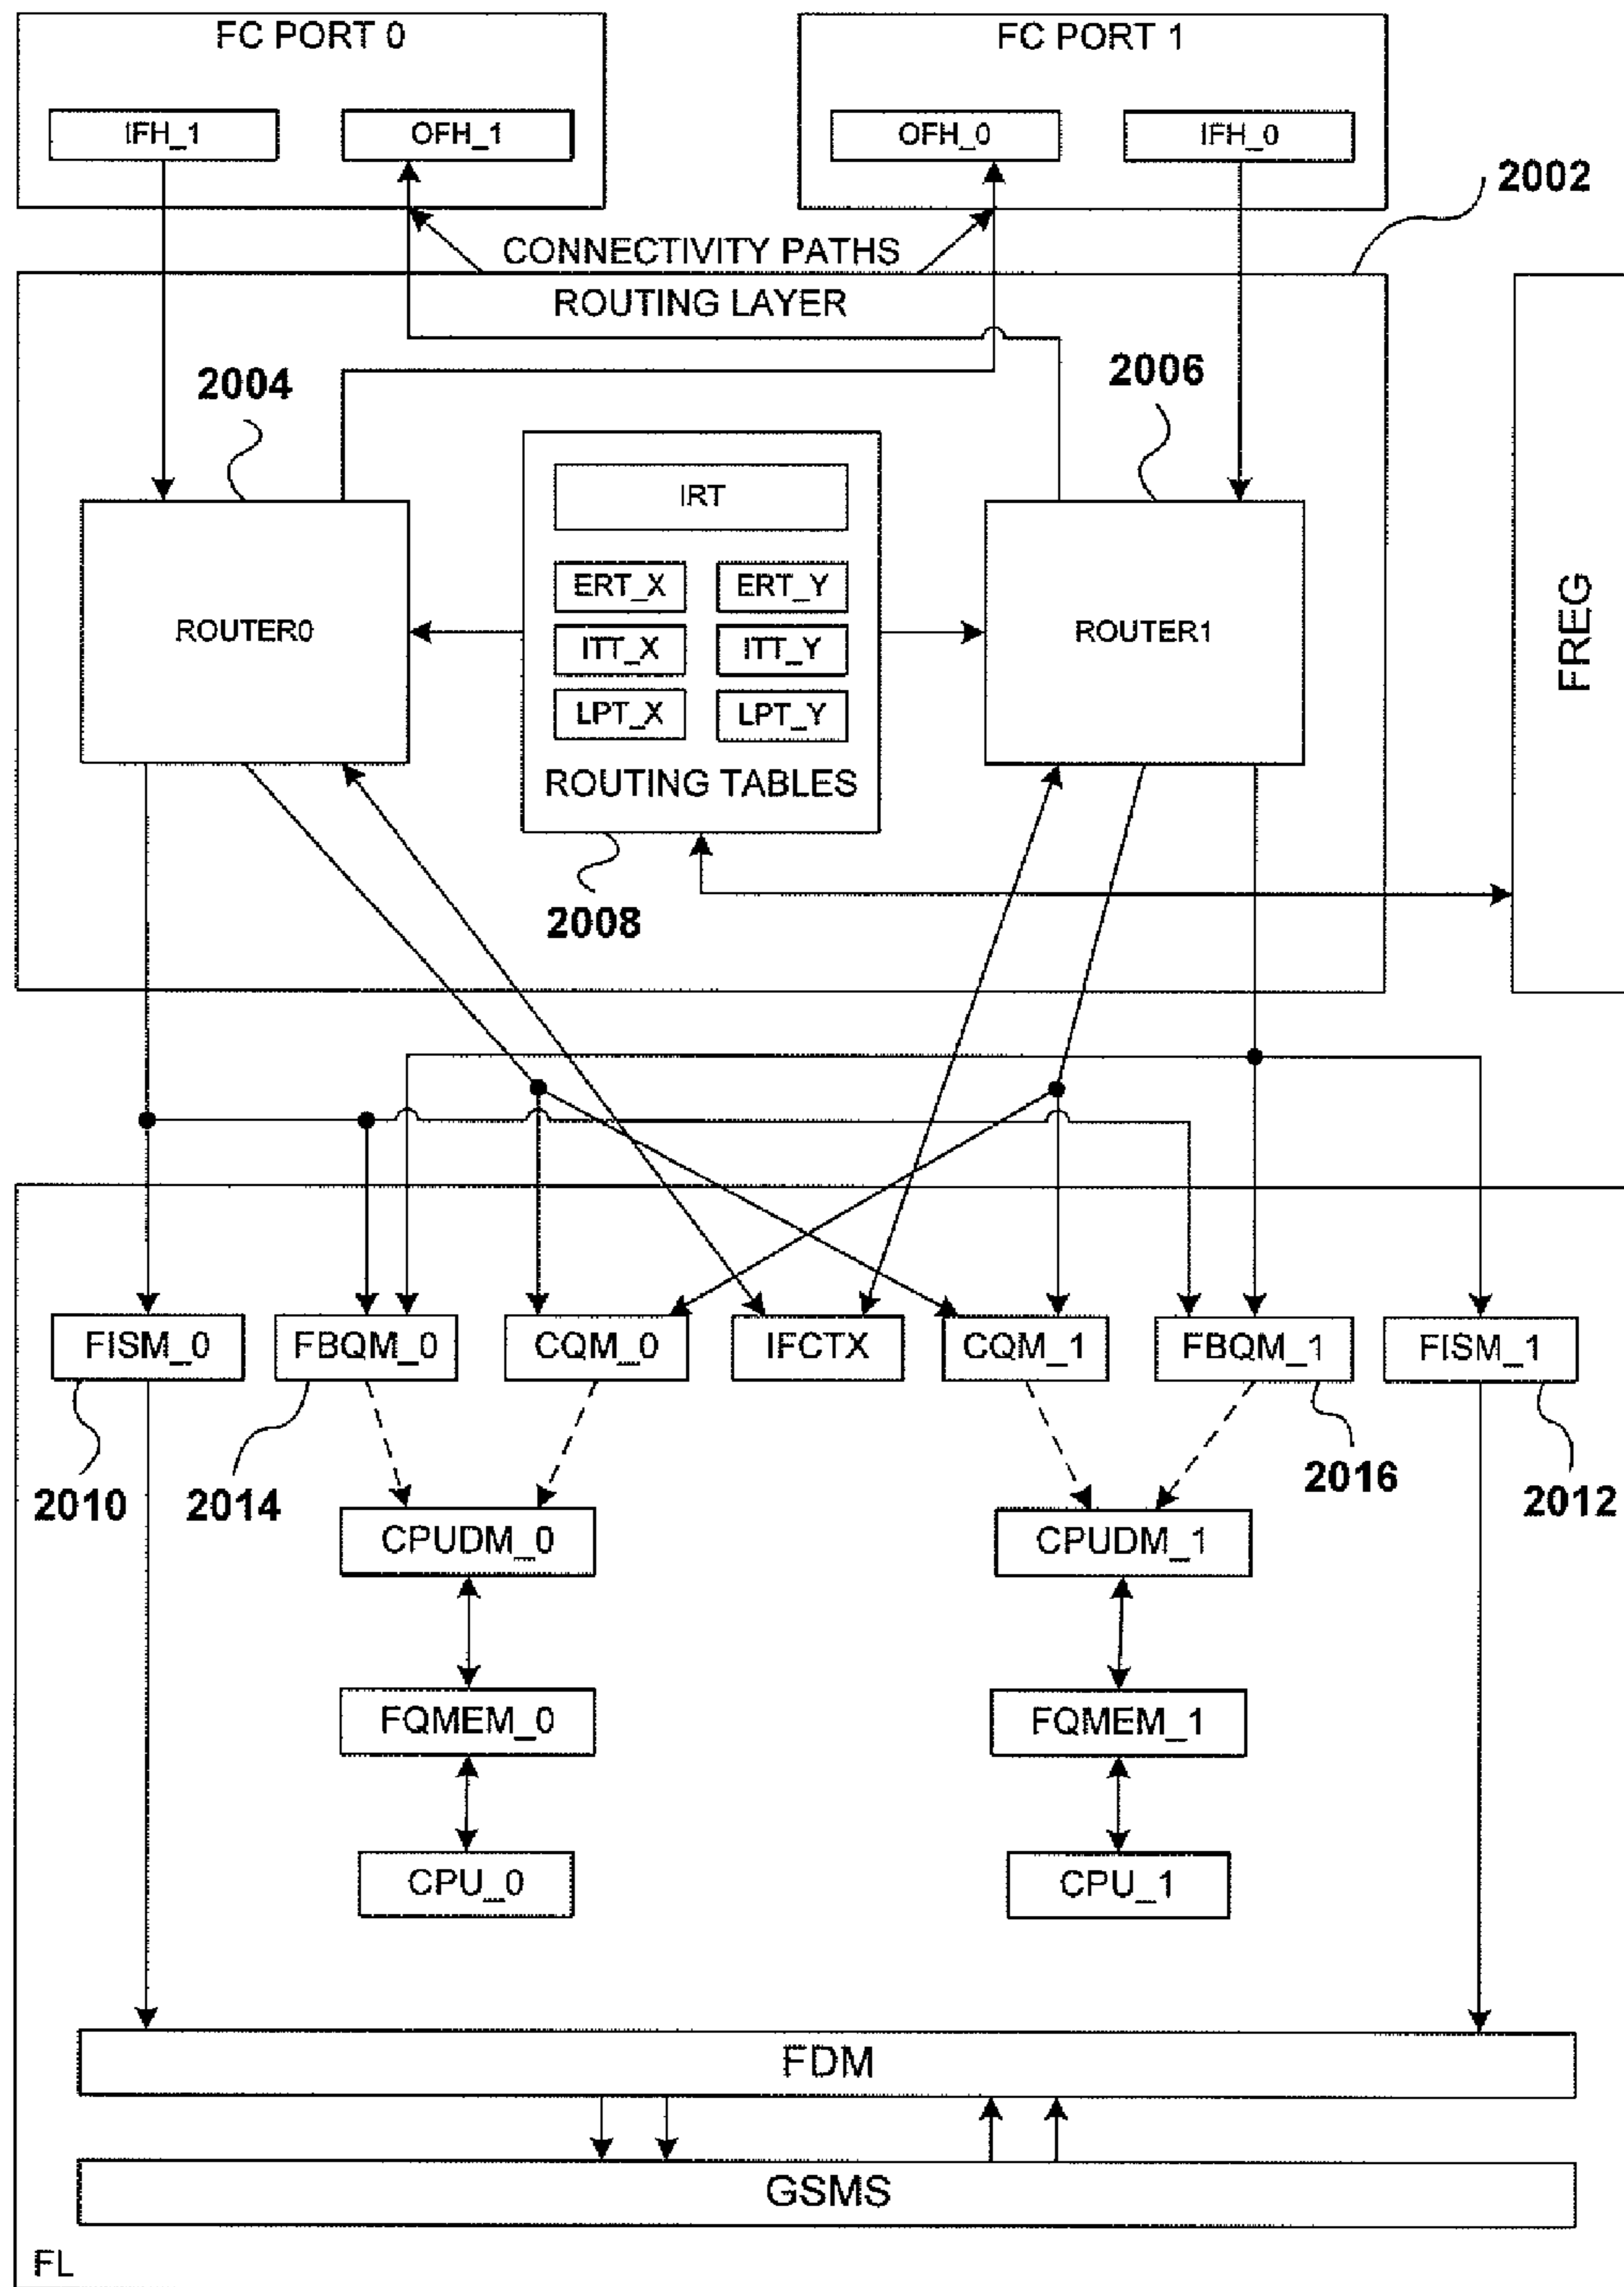 FC PORT 0
FC PORT 1
IFH_1
OFH_1
OFH_0
IFH_0
2002
CONNECTIVITY PATHS
ROUTING LAYER
2004
2006
IRT
ERT_X
ERT_Y
ROUTER0
ITT_X
ITT_Y
ROUTER1
LPT_X
LPT_Y
ROUTING TABLES
FREG
2008
FISM_0
FBQM_0
CQM_0
IFCTX
CQM_1
FBQM_1
FISM_1
2010
2014
2016
2012
CPUDM_0
CPUDM_1
FQMEM_0
FQMEM_1
CPU_0
CPU_1
FDM
GSMS
FL